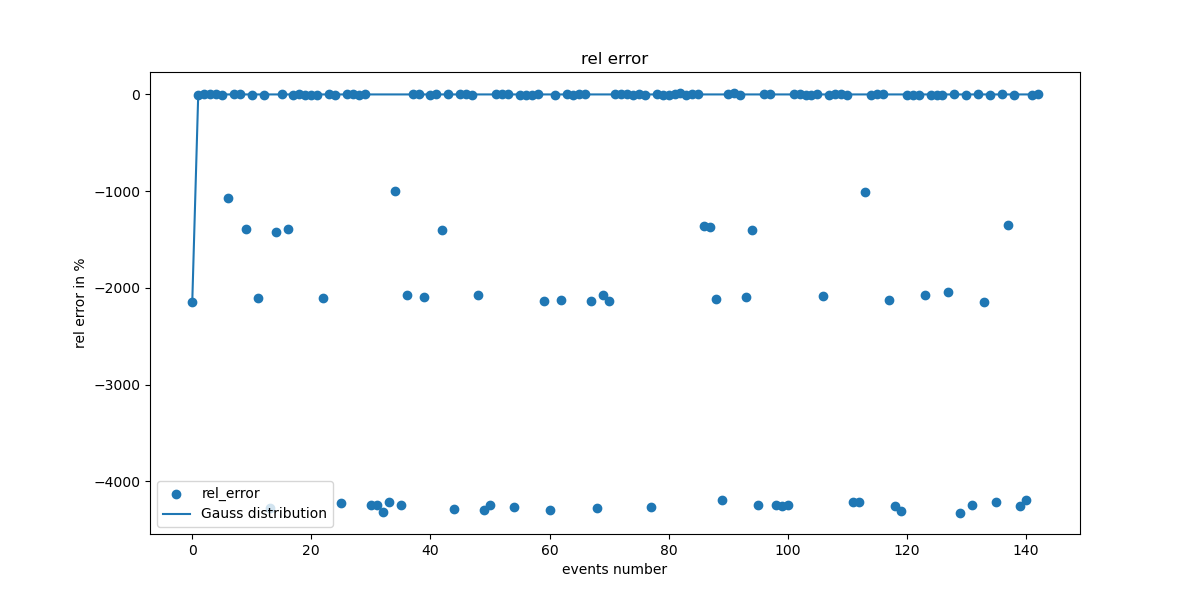 rel error
rel error in %
0
−1000
−2000
−3000
−4000
rel_error
Gauss distribution
0 20 40 60 80 100 120 140
events number